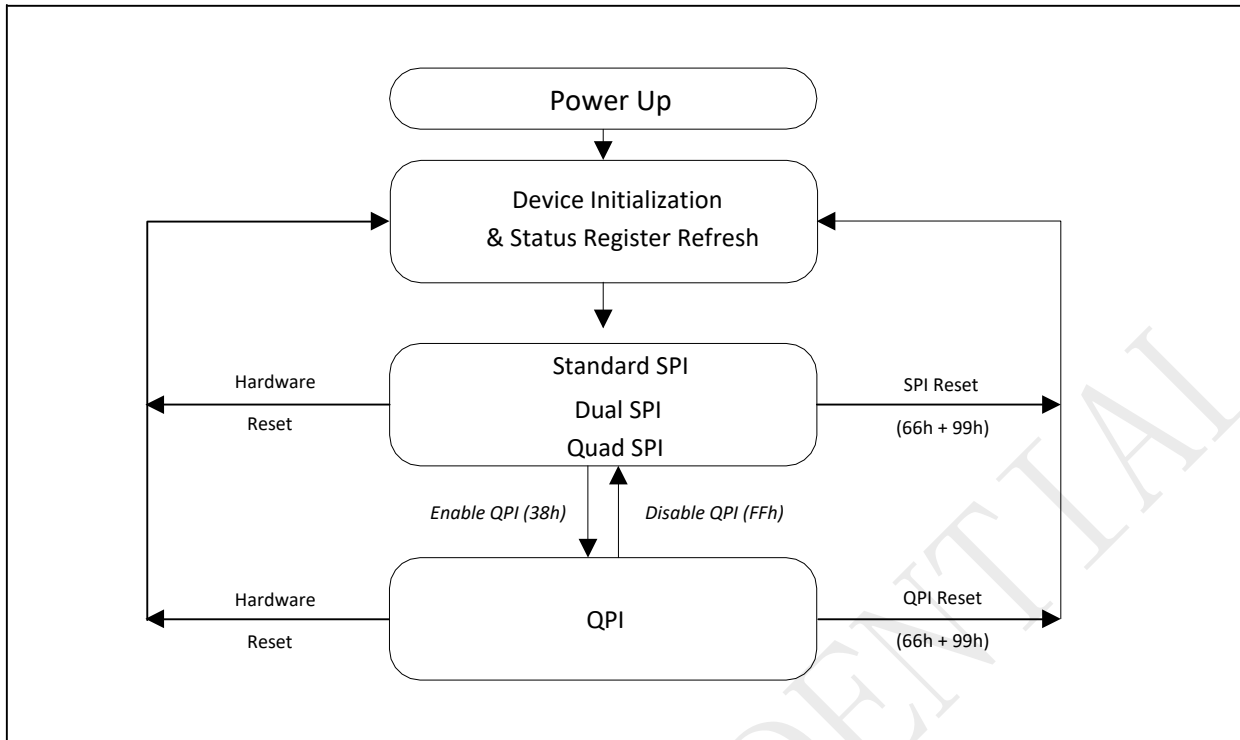 Power Up
Device Initialization
& Status Register Refresh
Standard SPI
Dual SPI
Quad SPI
Hardware
Reset
SPI Reset
(66h + 99h)
Enable QPI (38h)
Disable QPI (FFh)
QPI
Hardware
Reset
QPI Reset
(66h + 99h)
DENTIAL